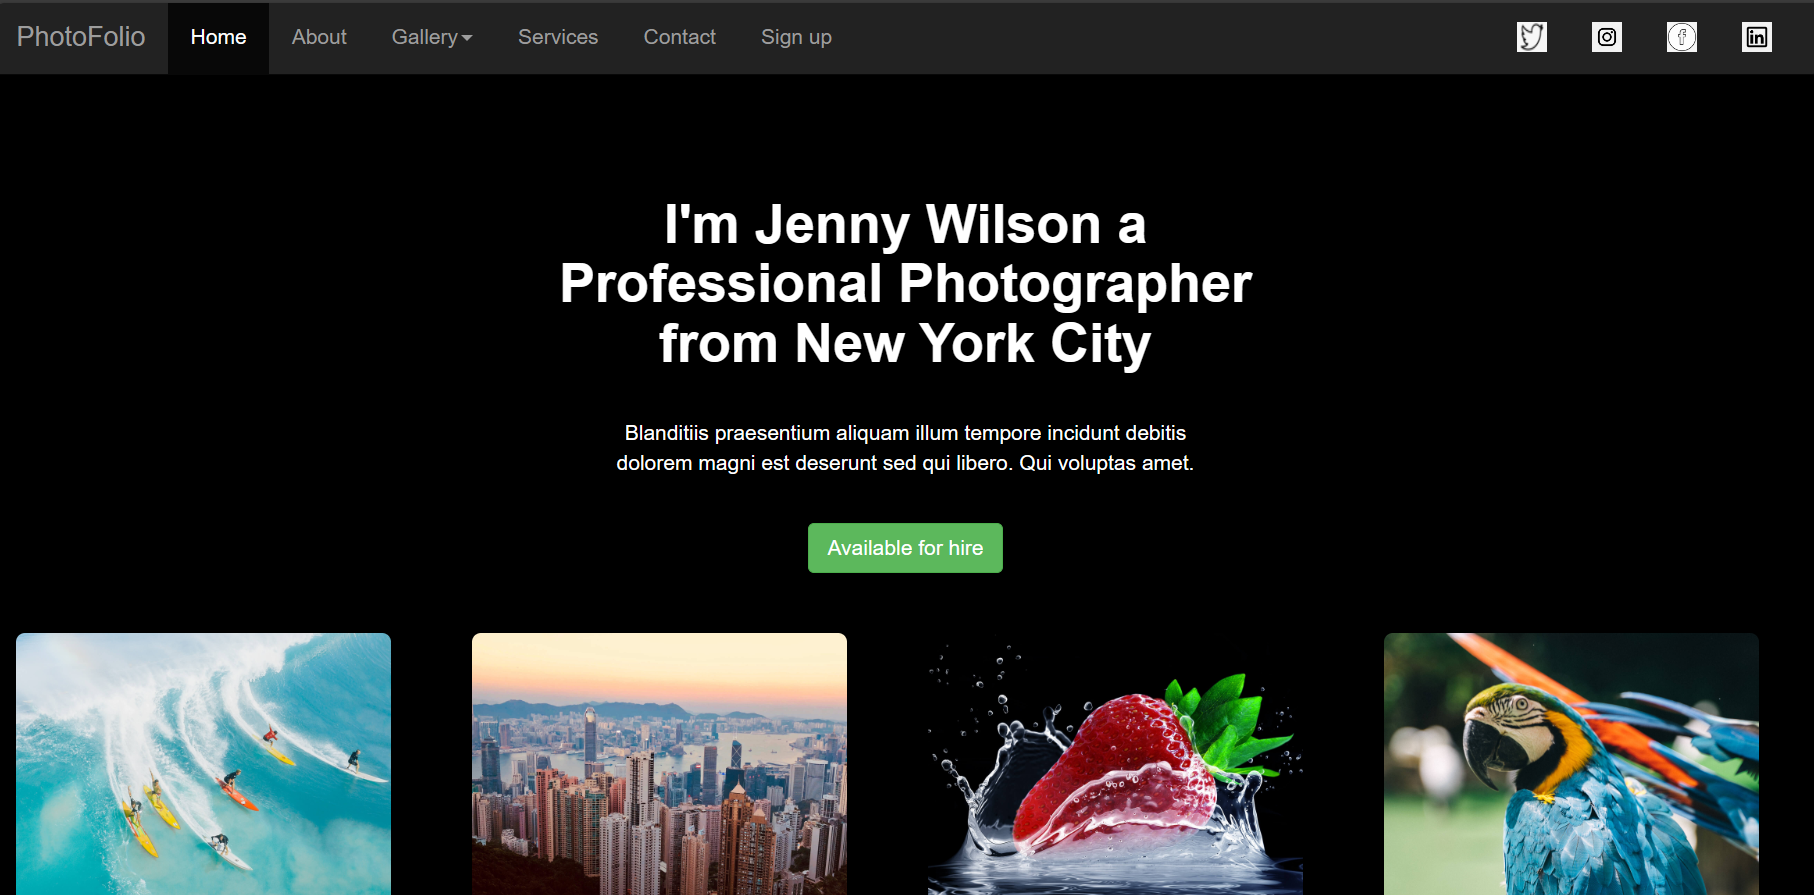 PhotoFolio Home About Gallery Services Contact Sign up
I'm Jenny Wilson a
Professional Photographer
from New York City
Blanditiis praesentium aliquam illum tempore incidunt debitis
dolorem magni est deserunt sed qui libero. Qui voluptas amet.
Available for hire